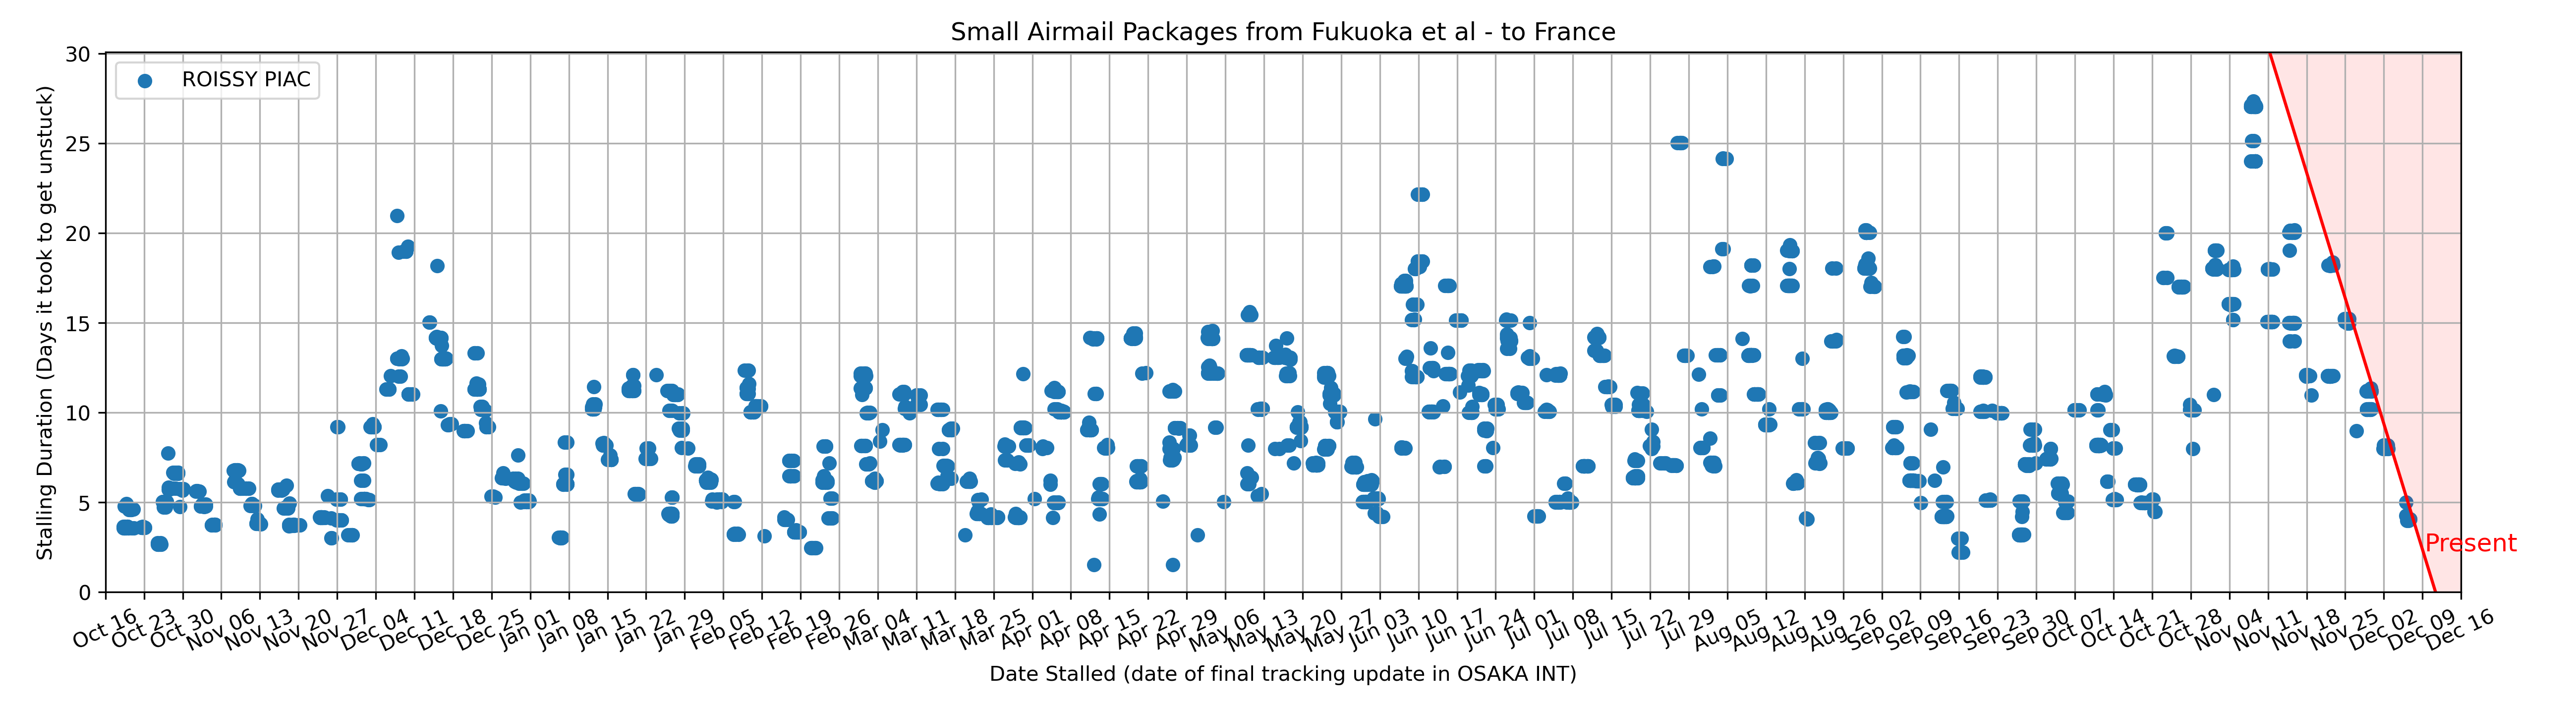 Small Airmail Packages from Fukuoka et al - to France
ROISSY PIAC
Stalling Duration (Days it took to get unstuck)
30
25
20
15
10
5
0
Present
Oct 16
Oct 23
Oct 30
Nov 06
Nov 13
Nov 20
Nov 27
Dec 04
Dec 11
Dec 18
Dec 25
Jan 01
Jan 08
Jan 15
Jan 22
Jan 29
Feb 05
Feb 12
Feb 19
Feb 26
Mar 04
Mar 11
Mar 18
Mar 25
Apr 01
Apr 08
Apr 15
Apr 22
Apr 29
May 06
May 13
May 20
May 27
Jun 03
Jun 10
Jun 17
Jun 24
Jul 01
Jul 08
Jul 15
Jul 22
Jul 29
Aug 05
Aug 12
Aug 19
Aug 26
Sep 02
Sep 09
Sep 16
Sep 23
Sep 30
Oct 07
Oct 14
Oct 21
Oct 28
Nov 04
Nov 11
Nov 18
Nov 25
Dec 02
Dec 09
Dec 16
Date Stalled (date of final tracking update in OSAKA INT)